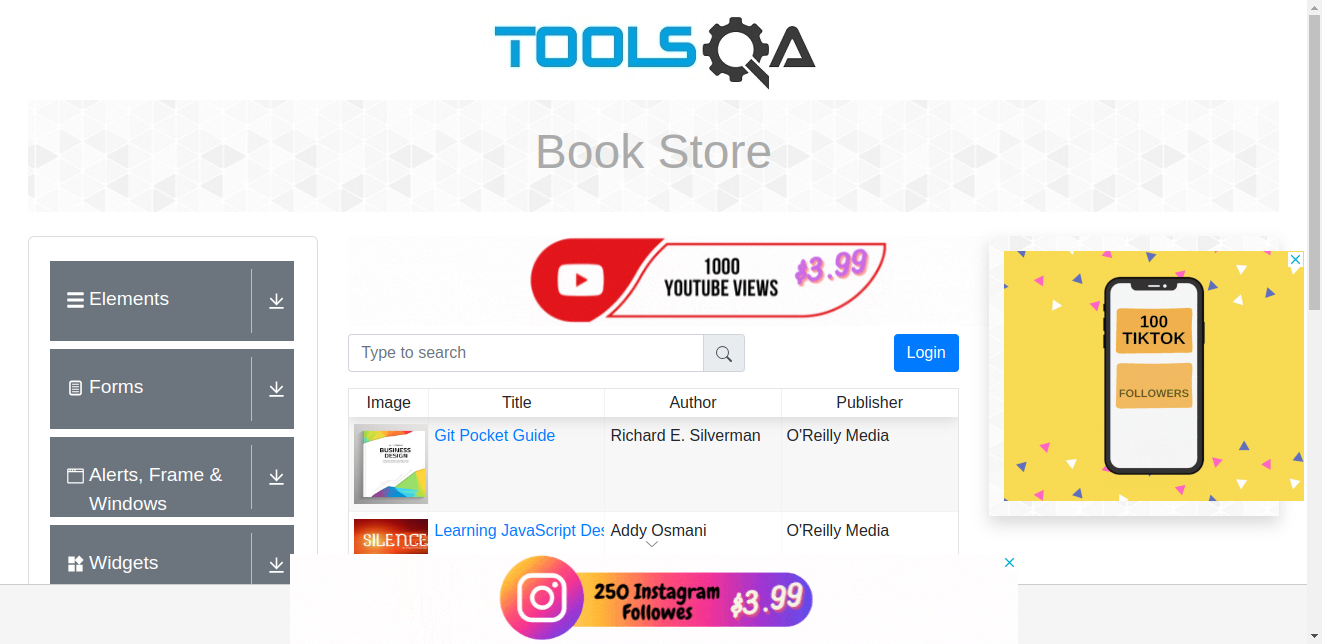 TOOLSQA
Book Store
Elements
Forms
Alerts, Frame &
Windows
Widgets
1000
YOUTUBE VIEWS
$3.99
Type to search
Login
Image Title Author Publisher
BUSINESS
DESIGN
Git Pocket Guide Richard E. Silverman O'Reilly Media
SILENCE
Learning JavaScript Des Addy Osmani O'Reilly Media
100
TIKTOK
FOLLOWERS
250 Instagram
Followes
$3.99